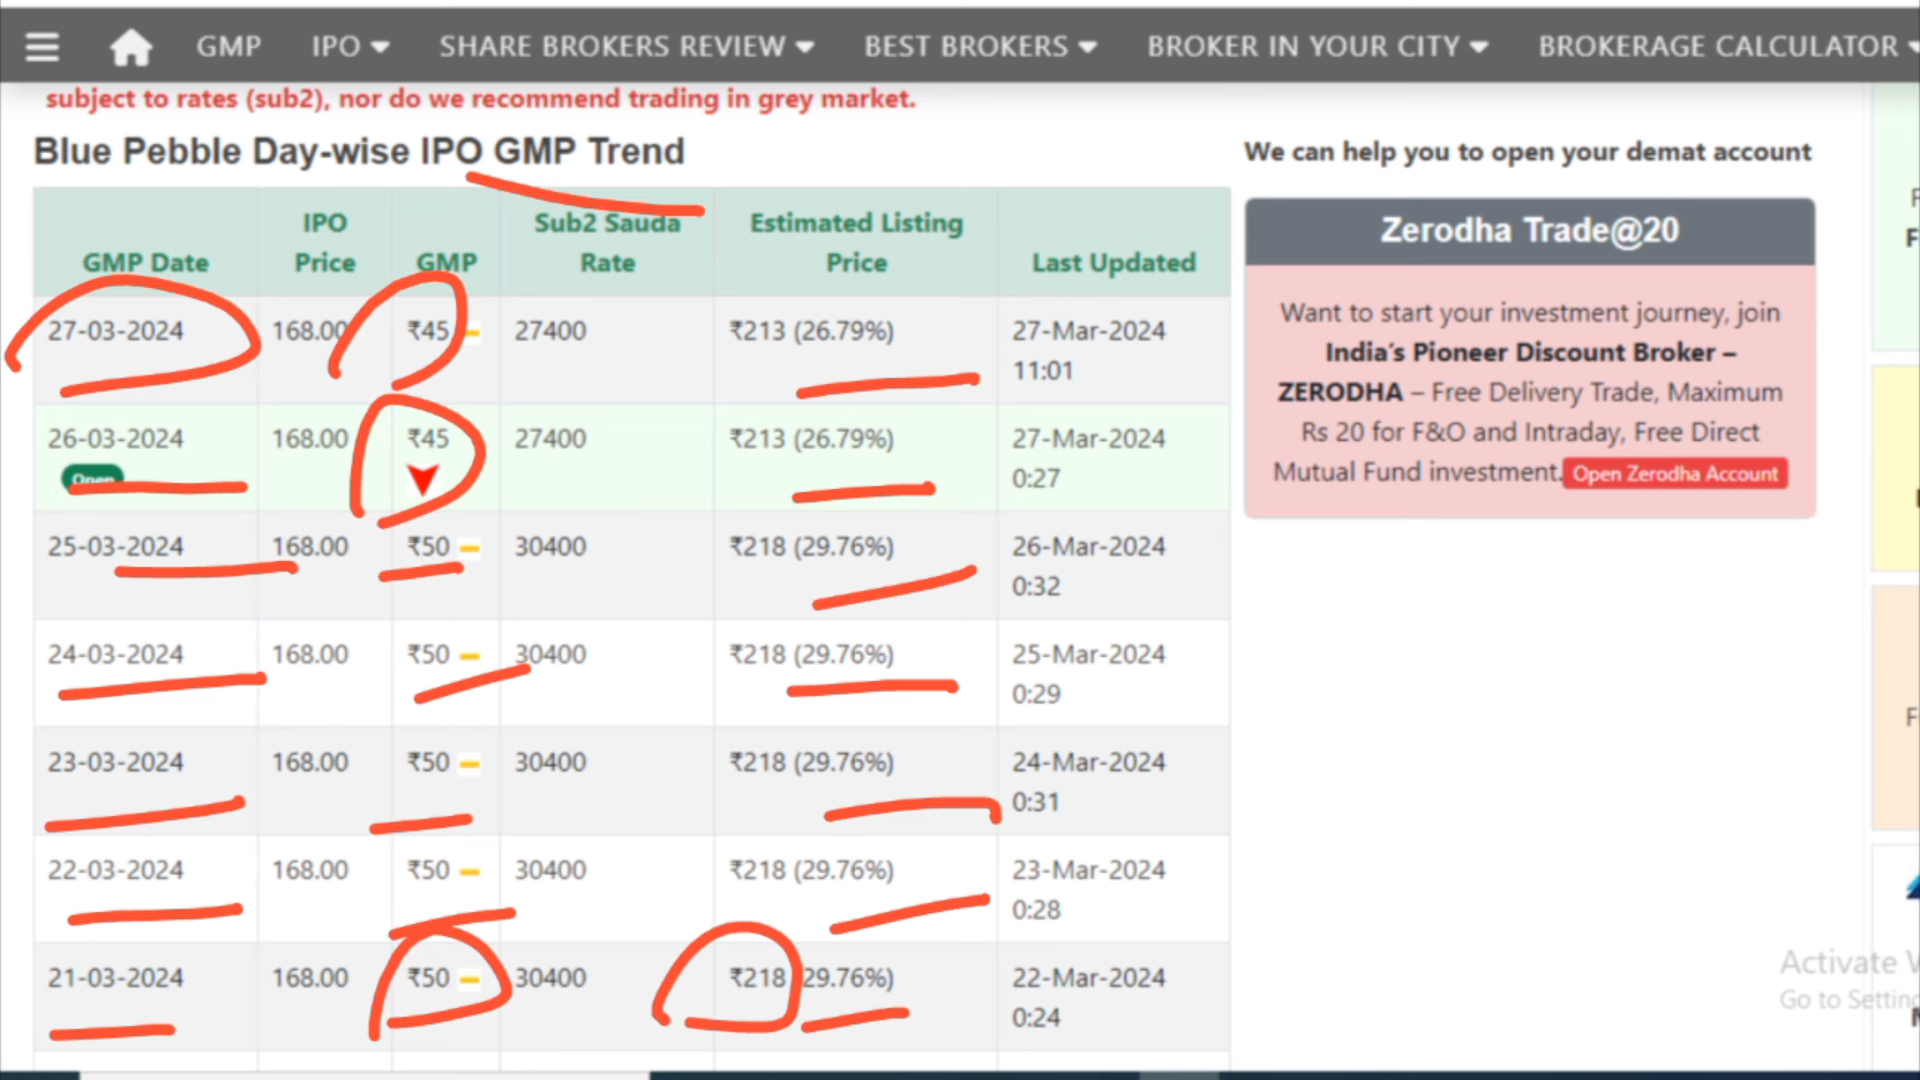 GMP IPO SHARE BROKERS REVIEW BEST BROKERS BROKER IN YOUR CITY BROKERAGE CALCULATOR
subject to rates (sub2), nor do we recommend trading in grey market.
Blue Pebble Day-wise IPO GMP Trend
GMP Date IPO Price GMP Sub2 Sauda Rate Estimated Listing Price Last Updated
27-03-2024 168.00 ₹45 27400 ₹213 (26.79%) 27-Mar-2024 11:01
26-03-2024 Open 168.00 ₹45 27400 ₹213 (26.79%) 27-Mar-2024 0:27
25-03-2024 168.00 ₹50 30400 ₹218 (29.76%) 26-Mar-2024 0:32
24-03-2024 168.00 ₹50 30400 ₹218 (29.76%) 25-Mar-2024 0:29
23-03-2024 168.00 ₹50 30400 ₹218 (29.76%) 24-Mar-2024 0:31
22-03-2024 168.00 ₹50 30400 ₹218 (29.76%) 23-Mar-2024 0:28
21-03-2024 168.00 ₹50 30400 ₹218 (29.76%) 22-Mar-2024 0:24
We can help you to open your demat account
Zerodha Trade@20
Want to start your investment journey, join
India's Pioneer Discount Broker –
ZERODHA – Free Delivery Trade, Maximum
Rs 20 for F&O and Intraday, Free Direct
Mutual Fund investment. Open Zerodha Account
Activate
Go to